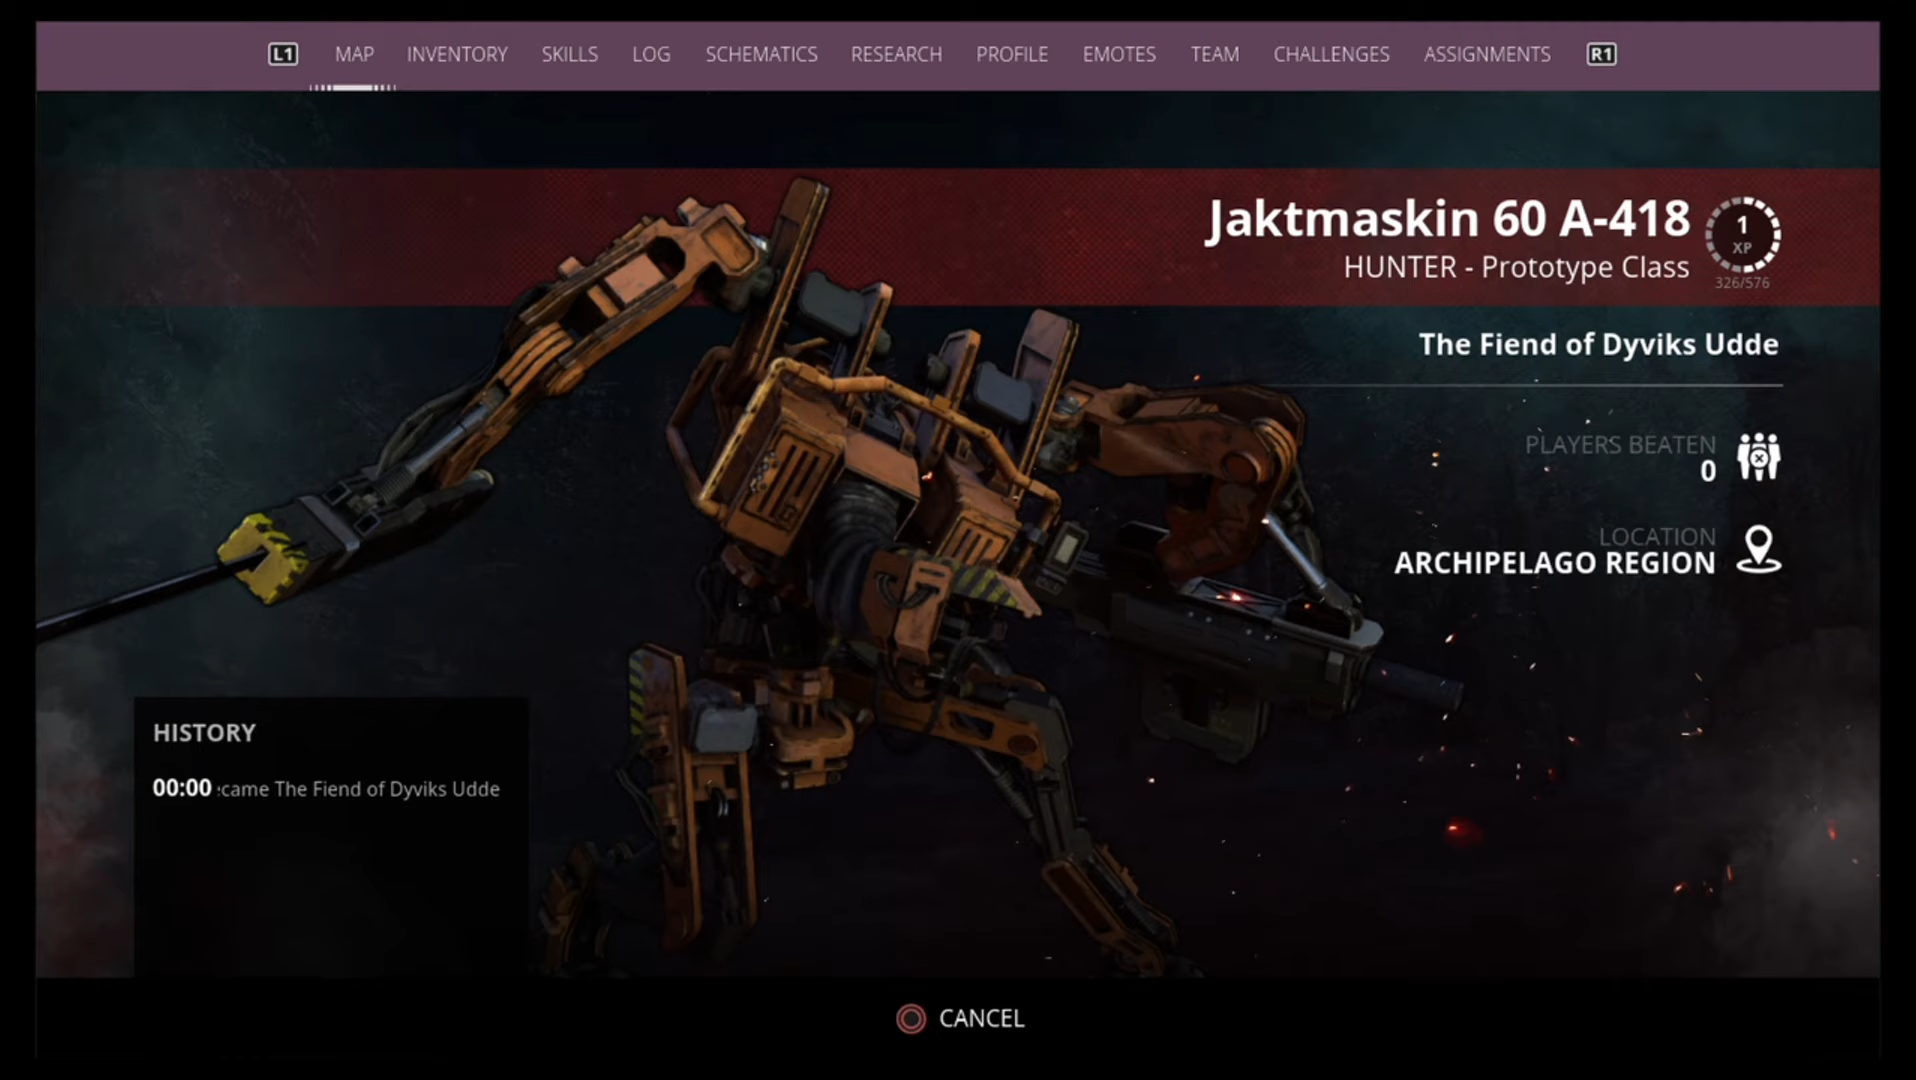 L1 MAP INVENTORY SKILLS LOG SCHEMATICS RESEARCH PROFILE EMOTES TEAM CHALLENGES ASSIGNMENTS R1
Jaktmaskin 60 A-418
HUNTER - Prototype Class
1
XP
326/576
The Fiend of Dyviks Udde
PLAYERS BEATEN
0
LOCATION
ARCHIPELAGO REGION
HISTORY
00:00 came The Fiend of Dyviks Udde
CANCEL